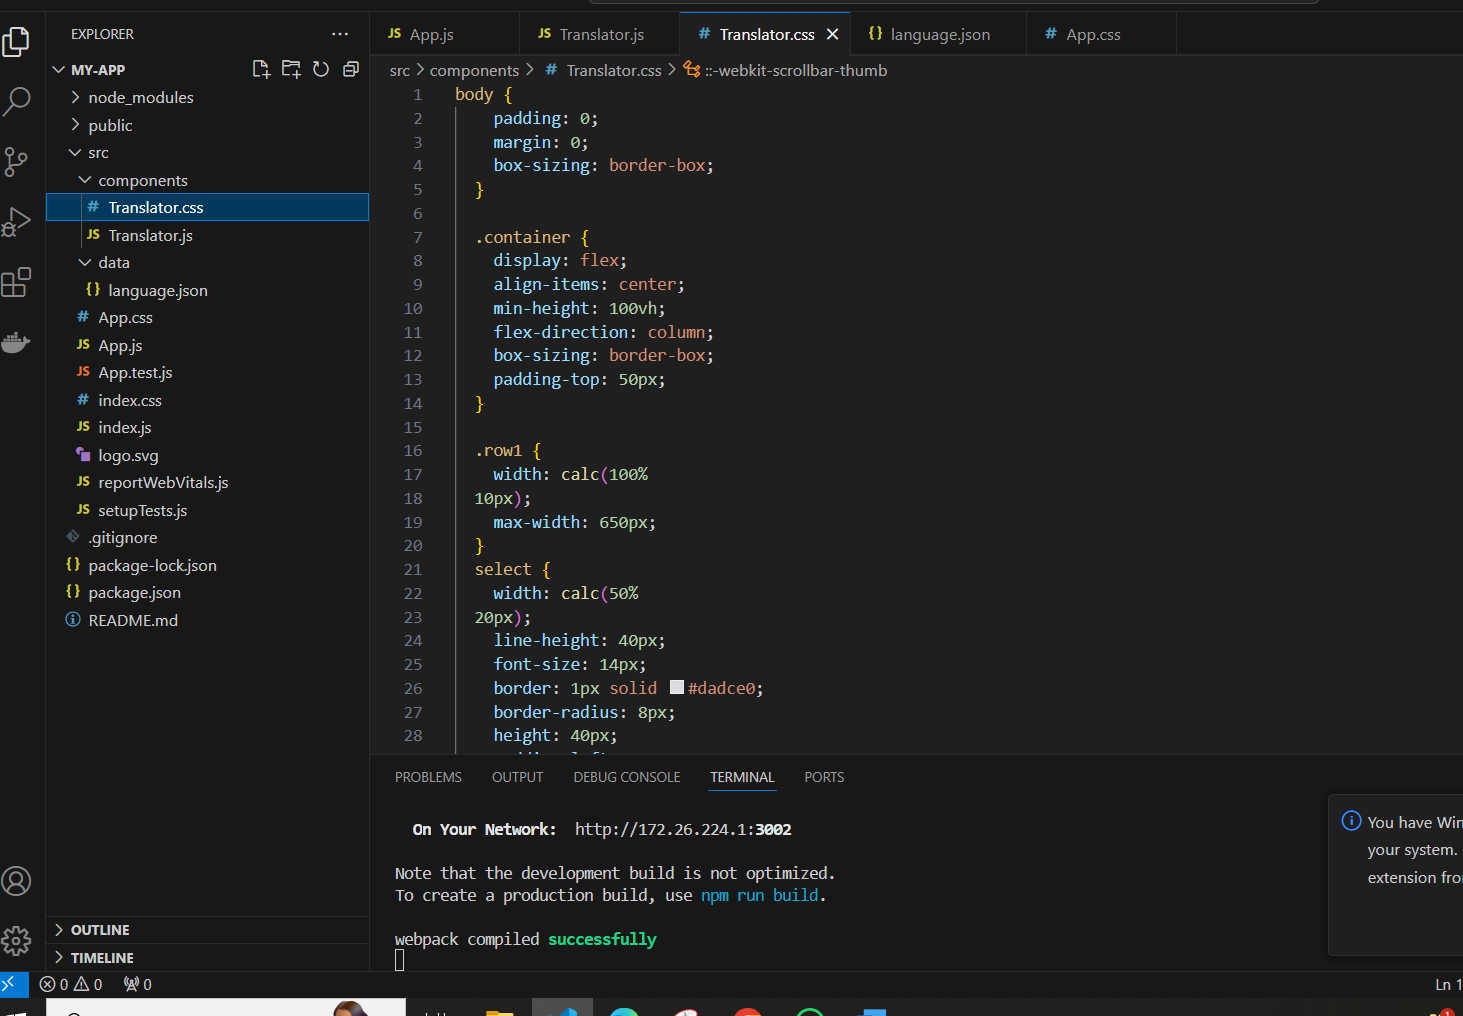 EXPLORER
MY-APP
node_modules
public
src
components
# Translator.css
JS Translator.js
data
{} language.json
# App.css
JS App.js
JS App.test.js
# index.css
JS index.js
logo.svg
JS reportWebVitals.js
JS setupTests.js
.gitignore
{} package-lock.json
{} package.json
README.md
OUTLINE
TIMELINE
JS App.js
JS Translator.js
# Translator.css
{} language.json
# App.css
src > components > # Translator.css > ::-webkit-scrollbar-thumb
1 body {
2 padding: 0;
3 margin: 0;
4 box-sizing: border-box;
5 }
6
7 .container {
8 display: flex;
9 align-items: center;
10 min-height: 100vh;
11 flex-direction: column;
12 box-sizing: border-box;
13 padding-top: 50px;
14 }
15
16 .row1 {
17 width: calc(100%
18 10px);
19 max-width: 650px;
20 }
21 select {
22 width: calc(50%
23 20px);
24 line-height: 40px;
25 font-size: 14px;
26 border: 1px solid #dadce0;
27 border-radius: 8px;
28 height: 40px;
PROBLEMS OUTPUT DEBUG CONSOLE TERMINAL PORTS
On Your Network: http://172.26.224.1:3002
Note that the development build is not optimized.
To create a production build, use npm run build.
webpack compiled successfully
You have Win
your system.
extension fro
0 0 0
Ln 1
1